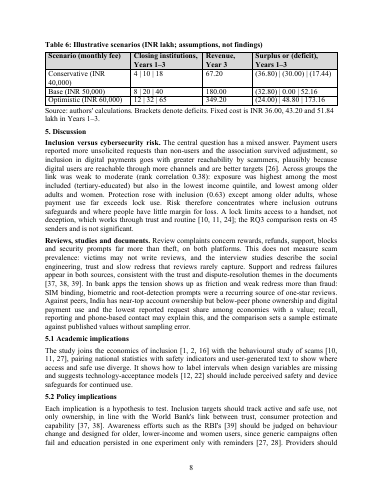 Table 6: Illustrative scenarios (INR lakh; assumptions, not findings)
Scenario (monthly fee) Closing institutions, Years 1–3 Revenue, Year 3 Surplus or (deficit), Years 1–3
Conservative (INR 40,000) 4 | 10 | 18 67.20 (36.80) | (30.00) | (17.44)
Base (INR 50,000) 8 | 20 | 40 180.00 (32.80) | 0.00 | 52.16
Optimistic (INR 60,000) 12 | 32 | 65 349.20 (24.00) | 48.80 | 173.16
Source: authors' calculations. Brackets denote deficits. Fixed cost is INR 36.00, 43.20 and 51.84
lakh in Years 1–3.
5. Discussion
Inclusion versus cybersecurity risk. The central question has a mixed answer. Payment users
reported more unsolicited requests than non-users and the association survived adjustment, so
inclusion in digital payments goes with greater reachability by scammers, plausibly because
digital users are reachable through more channels and are better targets [26]. Across groups the
link was weak to moderate (rank correlation 0.38): exposure was highest among the most
included (tertiary-educated) but also in the lowest income quintile, and lowest among older
adults and women. Protection rose with inclusion (0.63) except among older adults, whose
payment use far exceeds lock use. Risk therefore concentrates where inclusion outruns
safeguards and where people have little margin for loss. A lock limits access to a handset, not
deception, which works through trust and routine [10, 11, 24]; the RQ3 comparison rests on 45
senders and is not significant.
Reviews, studies and documents. Review complaints concern rewards, refunds, support, blocks
and security prompts far more than theft, on both platforms. This does not measure scam
prevalence: victims may not write reviews, and the interview studies describe the social
engineering, trust and slow redress that reviews rarely capture. Support and redress failures
appear in both sources, consistent with the trust and dispute-resolution themes in the documents
[37, 38, 39]. In bank apps the tension shows up as friction and weak redress more than fraud:
SIM binding, biometric and root-detection prompts were a recurring source of one-star reviews.
Against peers, India has near-top account ownership but below-peer phone ownership and digital
payment use and the lowest reported request share among economies with a value; recall,
reporting and phone-based contact may explain this, and the comparison sets a sample estimate
against published values without sampling error.
5.1 Academic implications
The study joins the economics of inclusion [1, 2, 16] with the behavioural study of scams [10,
11, 27], pairing national statistics with safety indicators and user-generated text to show where
access and safe use diverge. It shows how to label intervals when design variables are missing
and suggests technology-acceptance models [12, 22] should include perceived safety and device
safeguards for continued use.
5.2 Policy implications
Each implication is a hypothesis to test. Inclusion targets should track active and safe use, not
only ownership, in line with the World Bank's link between trust, consumer protection and
capability [37, 38]. Awareness efforts such as the RBI's [39] should be judged on behaviour
change and designed for older, lower-income and women users, since generic campaigns often
fail and education persisted in one experiment only with reminders [27, 28]. Providers should
8